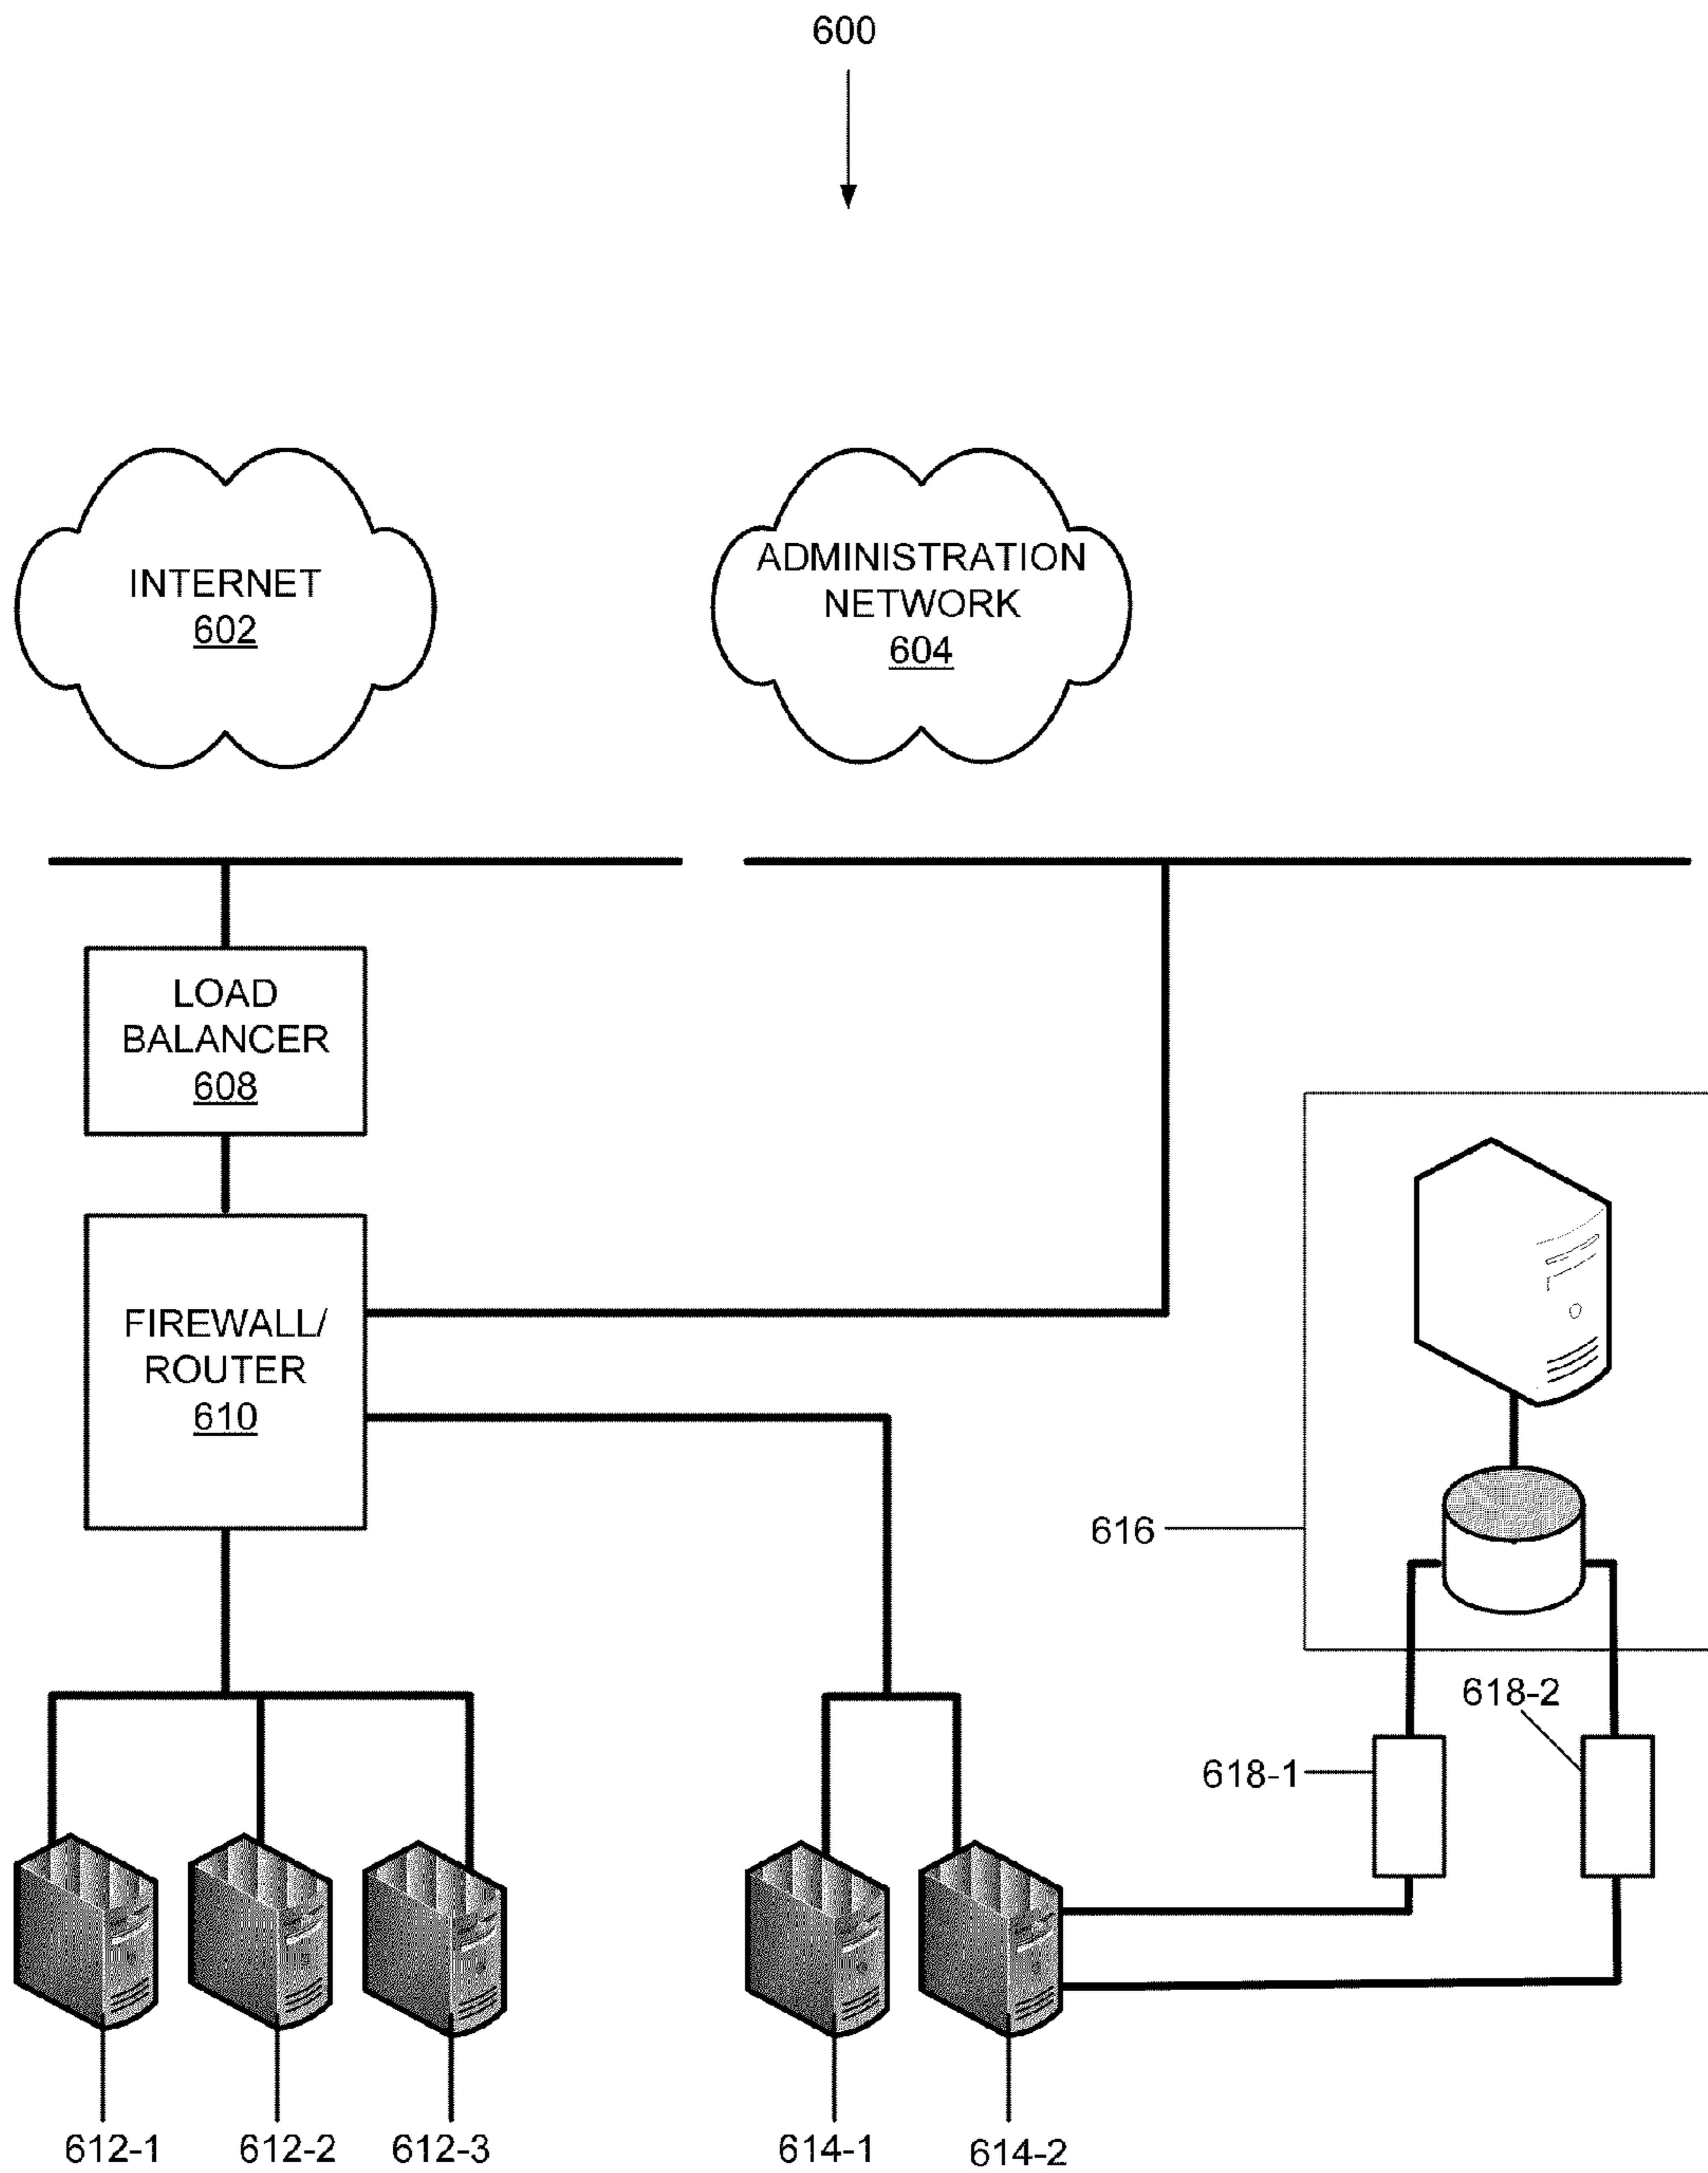 600
INTERNET
602
ADMINISTRATION
NETWORK
604
LOAD
BALANCER
608
FIREWALL/
ROUTER
610
616
618-2
618-1
612-1
612-2
612-3
614-1
614-2